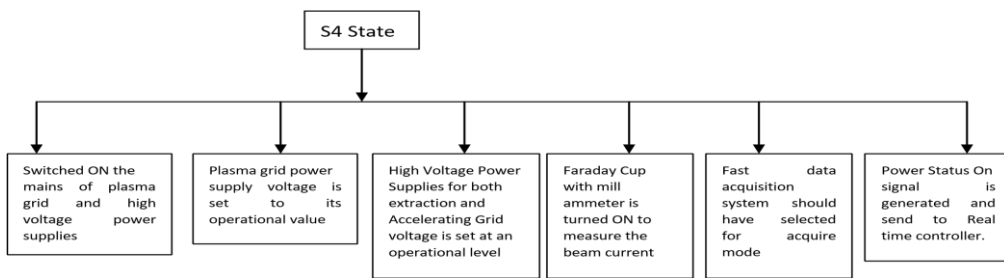 S4 State
Switched ON the
mains of plasma
grid and high
voltage power
supplies
Plasma grid power
supply voltage is
set to its
operational value
High Voltage Power
Supplies for both
extraction and
Accelerating Grid
voltage is set at an
operational level
Faraday Cup
with mill
ammeter is
turned ON to
measure the
beam current
Fast data
acquisition
system should
have selected
for acquire
mode
Power Status On
signal is
generated and
send to Real
time controller.